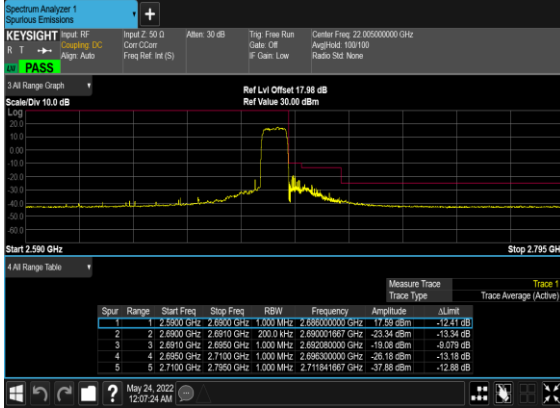 Spectrum Analyzer 1
Spurious Emissions
+
KEYSIGHT Input: RF Input Z: 50 Ω Atten: 30 dB Trig: Free Run Center Freq: 22.005000000 GHz
R T Coupling: DC Corr CCorr Gate: Off Avg|Hold: 100/100
Align: Auto Freq Ref: Int (S) IF Gain: Low Radio Std: None
PASS
3 All Range Graph
Ref Lvl Offset 17.98 dB
Scale/Div 10.0 dB Ref Value 30.00 dBm
Log
20.0
10.0
0.00
-10.0
-20.0
-30.0
-40.0
-50.0
-60.0
Start 2.590 GHz Stop 2.795 GH
4 All Range Table
Measure Trace Trace 1
Trace Type Trace Average (Active)
Spur Range Start Freq Stop Freq RBW Frequency Amplitude ΔLimit
1 1 2.5900 GHz 2.6900 GHz 1.000 MHz 2.686000000 GHz 17.59 dBm -12.41 dB
2 2 2.6900 GHz 2.6910 GHz 200.0 kHz 2.690001667 GHz -23.34 dBm -13.34 dB
3 3 2.6910 GHz 2.6950 GHz 1.000 MHz 2.692080000 GHz -19.08 dBm -9.079 dB
4 4 2.6950 GHz 2.7100 GHz 1.000 MHz 2.696300000 GHz -26.18 dBm -13.18 dB
5 5 2.7100 GHz 2.7950 GHz 1.000 MHz 2.711841667 GHz -37.88 dBm -12.88 dB
?
May 24, 2022
12:07:24 AM